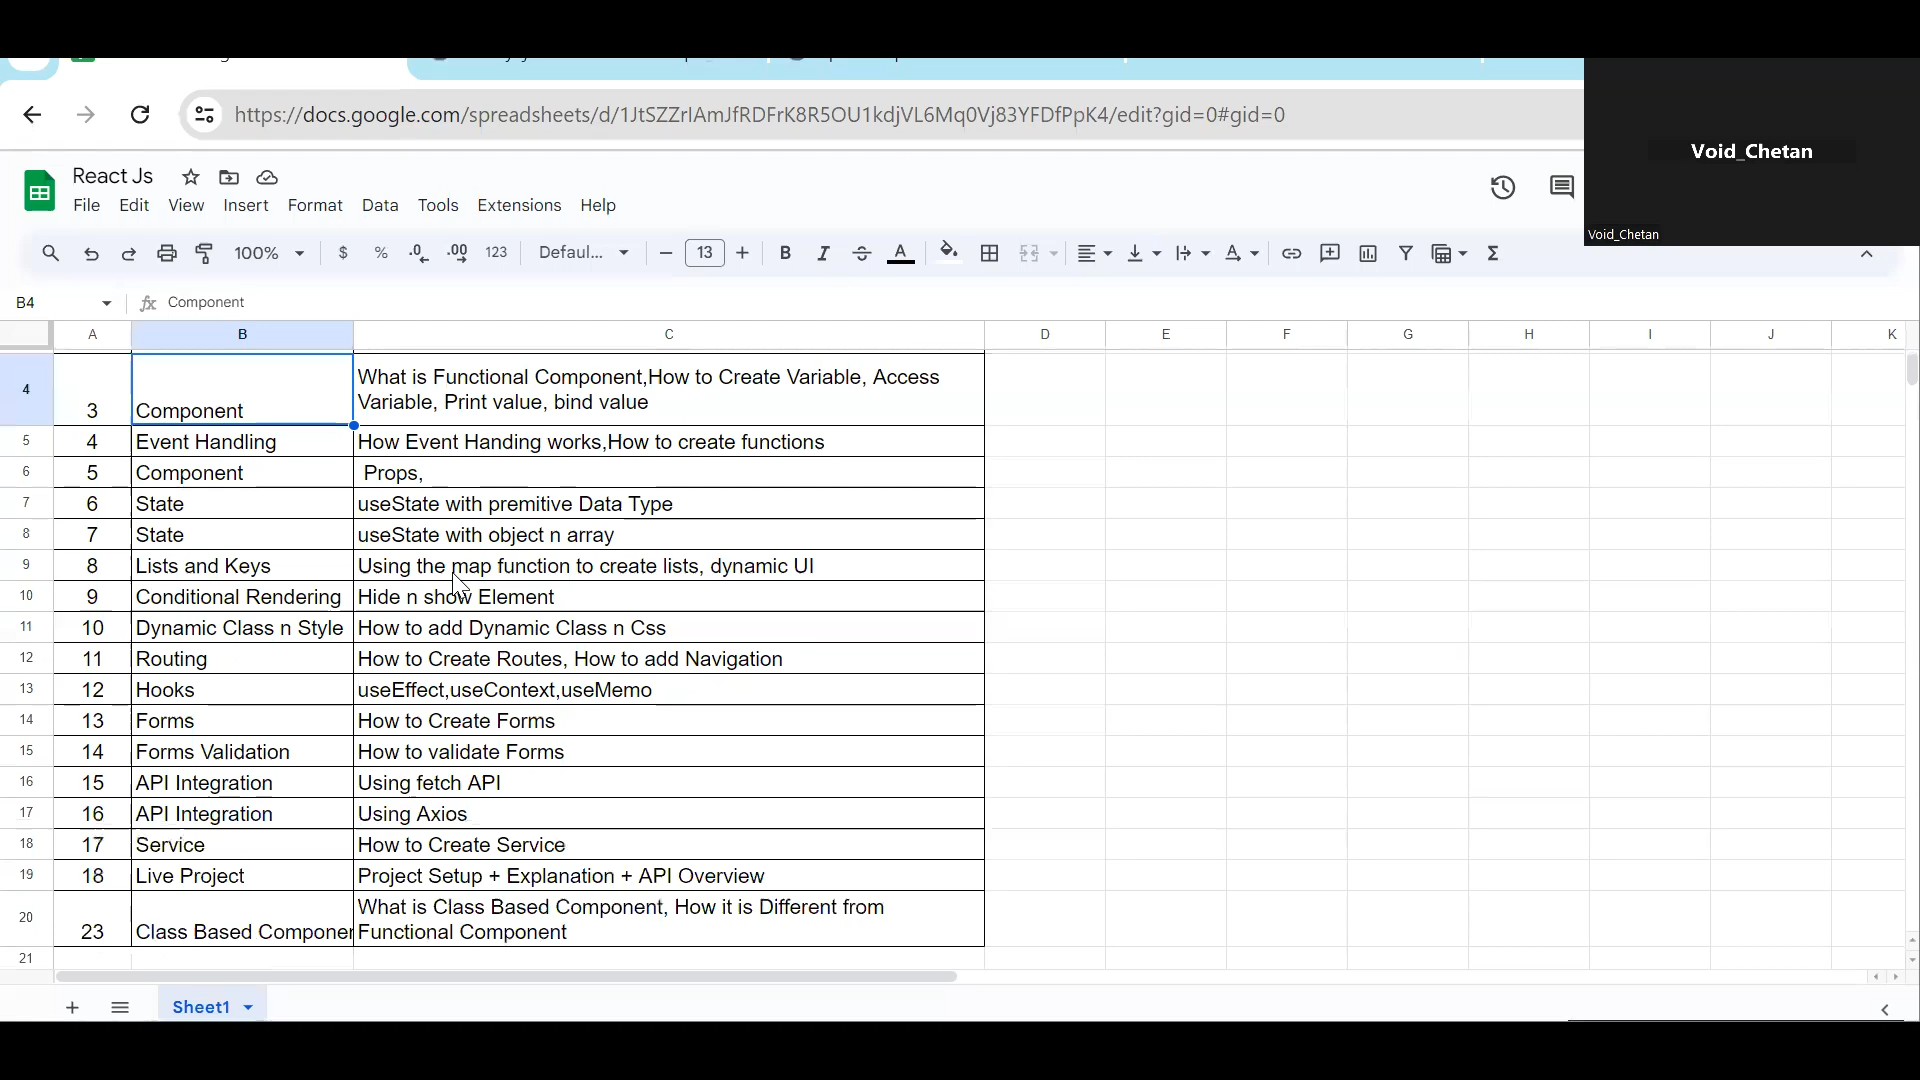 https://docs.google.com/spreadsheets/d/1JtSZZrIAmJfRDFrK8R5OU1kdjVL6Mq0Vj83YFDfPpK4/edit?gid=0#gid=0
Void_Chetan
Void_Chetan
React Js
File Edit View Insert Format Data Tools Extensions Help
100% $ % .0 .00 123 Defaul... 13 B I A Σ
B4 fx Component
A B C D E F G H I J K
4 3 Component What is Functional Component,How to Create Variable, Access
Variable, Print value, bind value
5 4 Event Handling How Event Handing works,How to create functions
6 5 Component Props,
7 6 State useState with premitive Data Type
8 7 State useState with object n array
9 8 Lists and Keys Using the map function to create lists, dynamic UI
10 9 Conditional Rendering Hide n show Element
11 10 Dynamic Class n Style How to add Dynamic Class n Css
12 11 Routing How to Create Routes, How to add Navigation
13 12 Hooks useEffect,useContext,useMemo
14 13 Forms How to Create Forms
15 14 Forms Validation How to validate Forms
16 15 API Integration Using fetch API
17 16 API Integration Using Axios
18 17 Service How to Create Service
19 18 Live Project Project Setup + Explanation + API Overview
20 23 Class Based Componen What is Class Based Component, How it is Different from
Functional Component
21
Sheet1